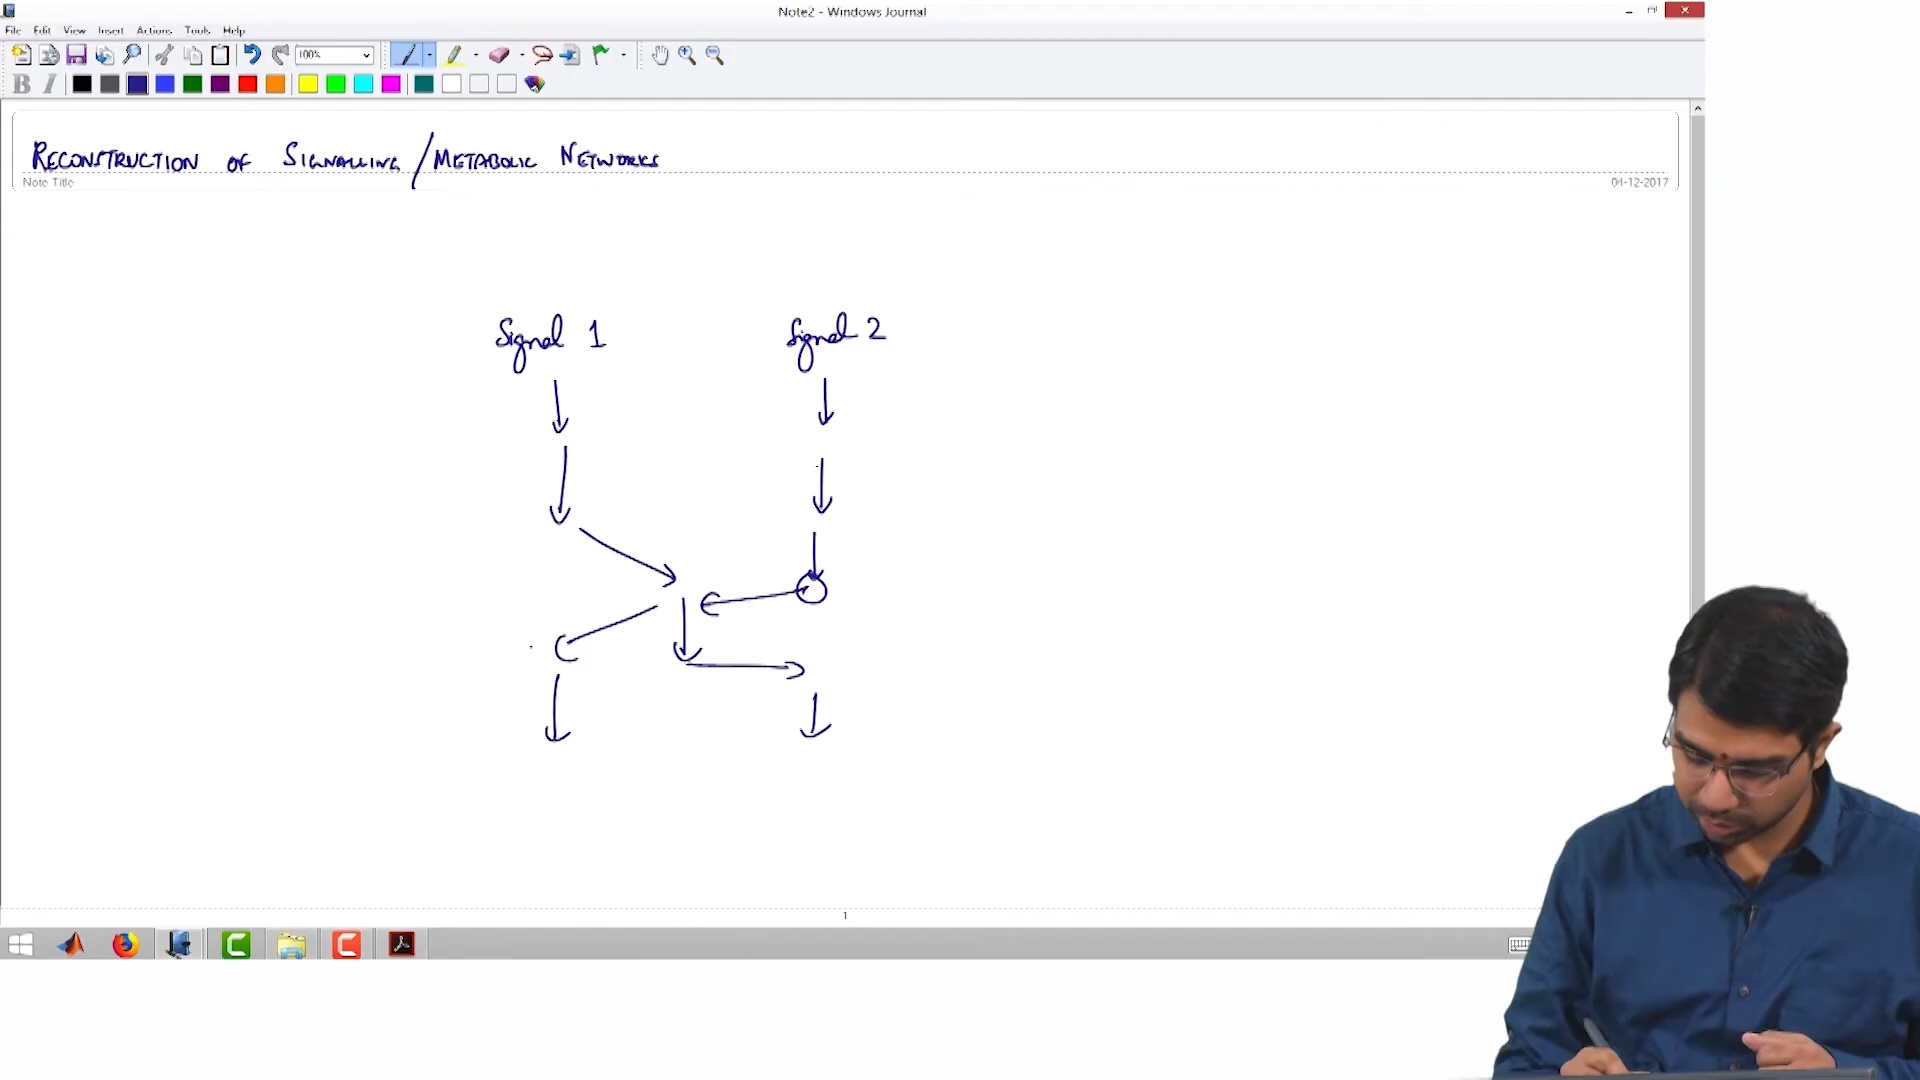 Note2 - Windows Journal
File Edit View Insert Actions Tools Help
100%
B I
RECONSTRUCTION OF SIGNALLING/METABOLIC NETWORKS
Note Title
04-12-2017
Signal 1
Signal 2
1